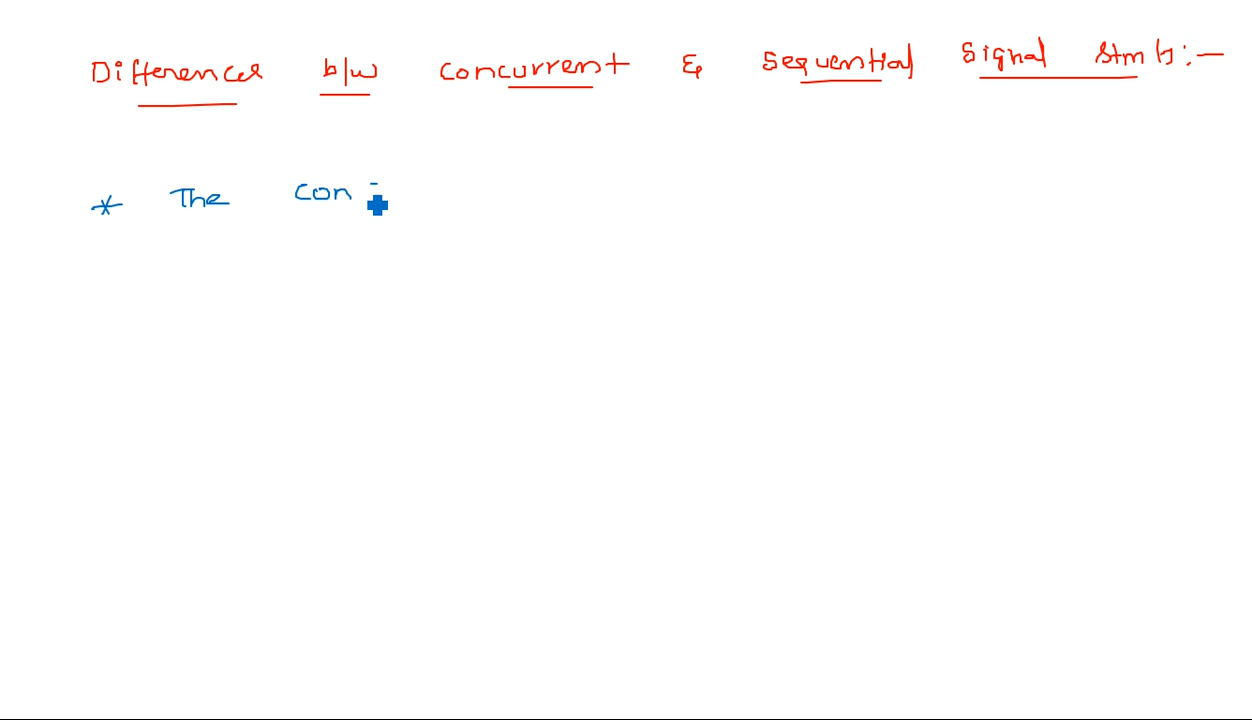 Differences b/w concurrent & Sequential Signal Stmts:-
* The con